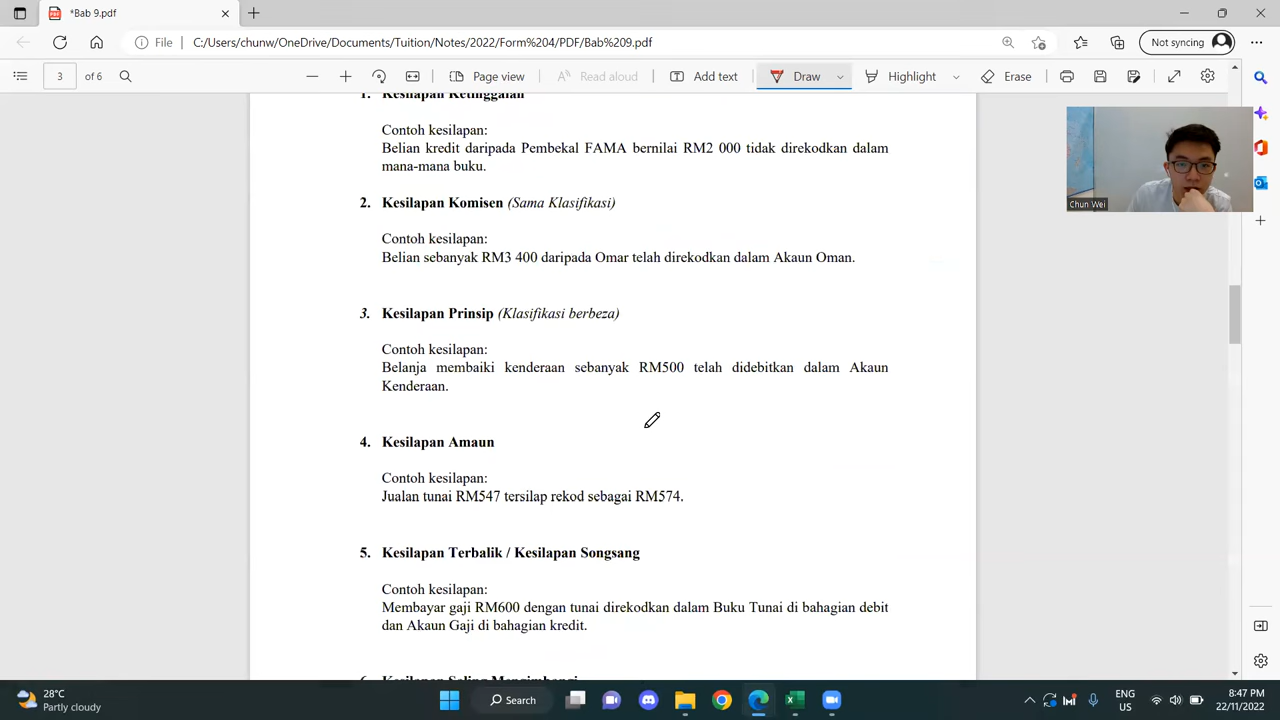 *Bab 9.pdf
File
C:/Users/chunw/OneDrive/Documents/Tuition/Notes/2022/Form%204/PDF/Bab%209.pdf
Not syncing
3 of 6
Page view
Read aloud
Add text
Draw
Highlight
Erase
1. Kesilapan Ketinggalan
Contoh kesilapan:
Belian kredit daripada Pembekal FAMA bernilai RM2 000 tidak direkodkan dalam
mana-mana buku.
2. Kesilapan Komisen (Sama Klasifikasi)
Contoh kesilapan:
Belian sebanyak RM3 400 daripada Omar telah direkodkan dalam Akaun Oman.
3. Kesilapan Prinsip (Klasifikasi berbeza)
Contoh kesilapan:
Belanja membaiki kenderaan sebanyak RM500 telah didebitkan dalam Akaun
Kenderaan.
4. Kesilapan Amaun
Contoh kesilapan:
Jualan tunai RM547 tersilap rekod sebagai RM574.
5. Kesilapan Terbalik / Kesilapan Songsang
Contoh kesilapan:
Membayar gaji RM600 dengan tunai direkodkan dalam Buku Tunai di bahagian debit
dan Akaun Gaji di bahagian kredit.
6. Kesilapan Saling Mengimbangi
Chun Wei
28°C
Partly cloudy
Search
ENG
US
8:47 PM
22/11/2022